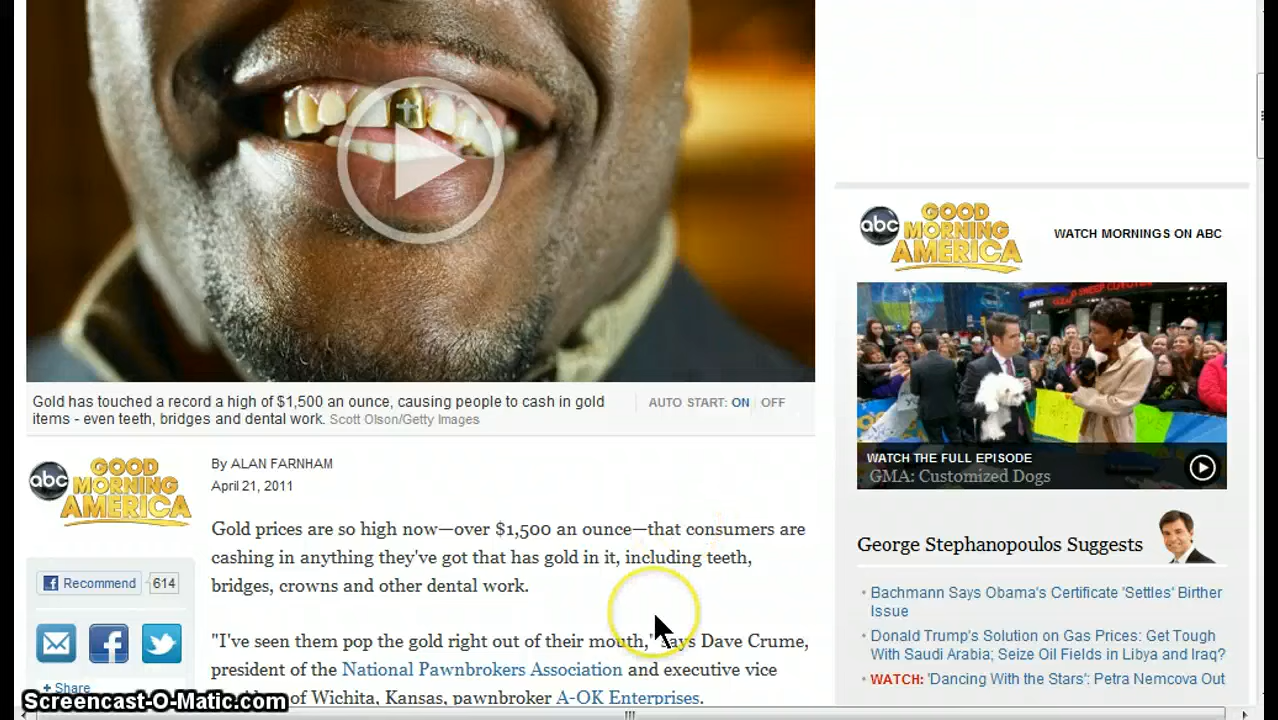 Gold has touched a record a high of $1,500 an ounce, causing people to cash in gold
items - even teeth, bridges and dental work. Scott Olson/Getty Images
AUTO START: ON | OFF
abc GOOD MORNING AMERICA
By ALAN FARNHAM
April 21, 2011
Gold prices are so high now—over $1,500 an ounce—that consumers are
cashing in anything they've got that has gold in it, including teeth,
bridges, crowns and other dental work.
"I've seen them pop the gold right out of their mouth," says Dave Crume,
president of the National Pawnbrokers Association and executive vice
of Wichita, Kansas, pawnbroker A-OK Enterprises.
Recommend 614
+ Share
abc GOOD MORNING AMERICA
WATCH MORNINGS ON ABC
WATCH THE FULL EPISODE
GMA: Customized Dogs
George Stephanopoulos Suggests
Bachmann Says Obama's Certificate 'Settles' Birther
Issue
Donald Trump's Solution on Gas Prices: Get Tough
With Saudi Arabia; Seize Oil Fields in Libya and Iraq?
WATCH: 'Dancing With the Stars': Petra Nemcova Out
Screencast-O-Matic.com